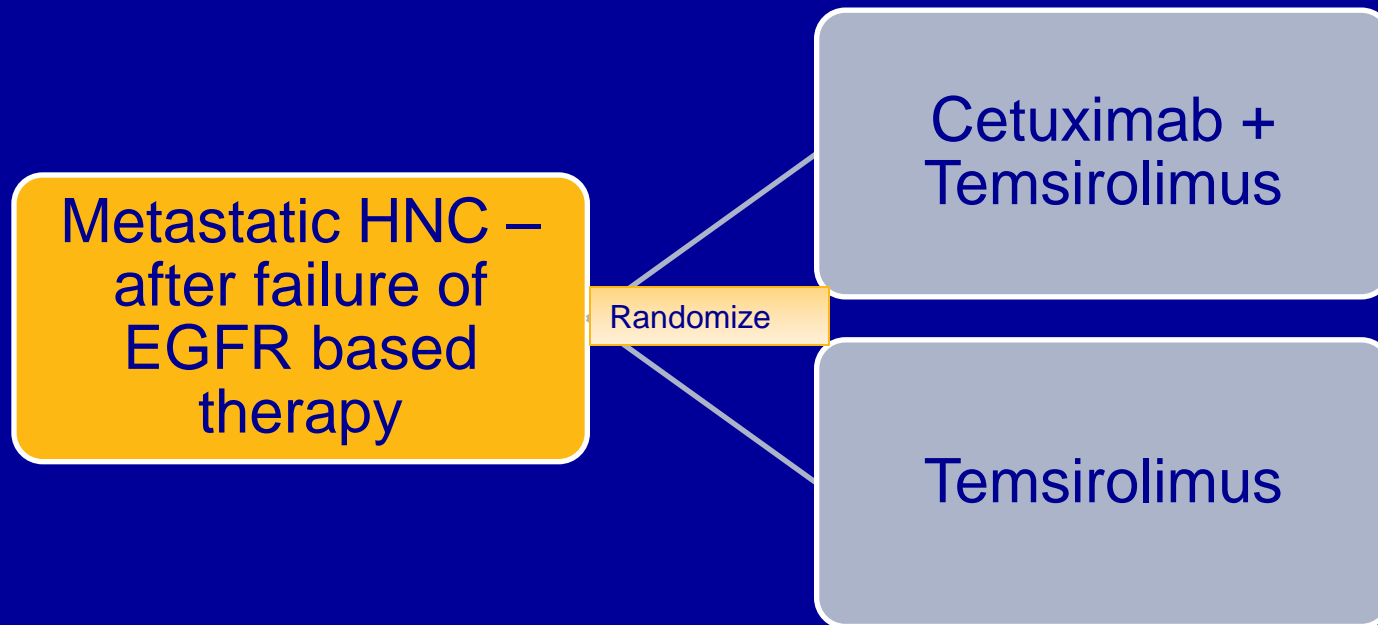 Metastatic HNC –
after failure of
EGFR based
therapy
Randomize
Cetuximab +
Temsirolimus
Temsirolimus